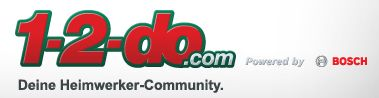 1-2-do.com Powered by BOSCH
Deine Heimwerker-Community.